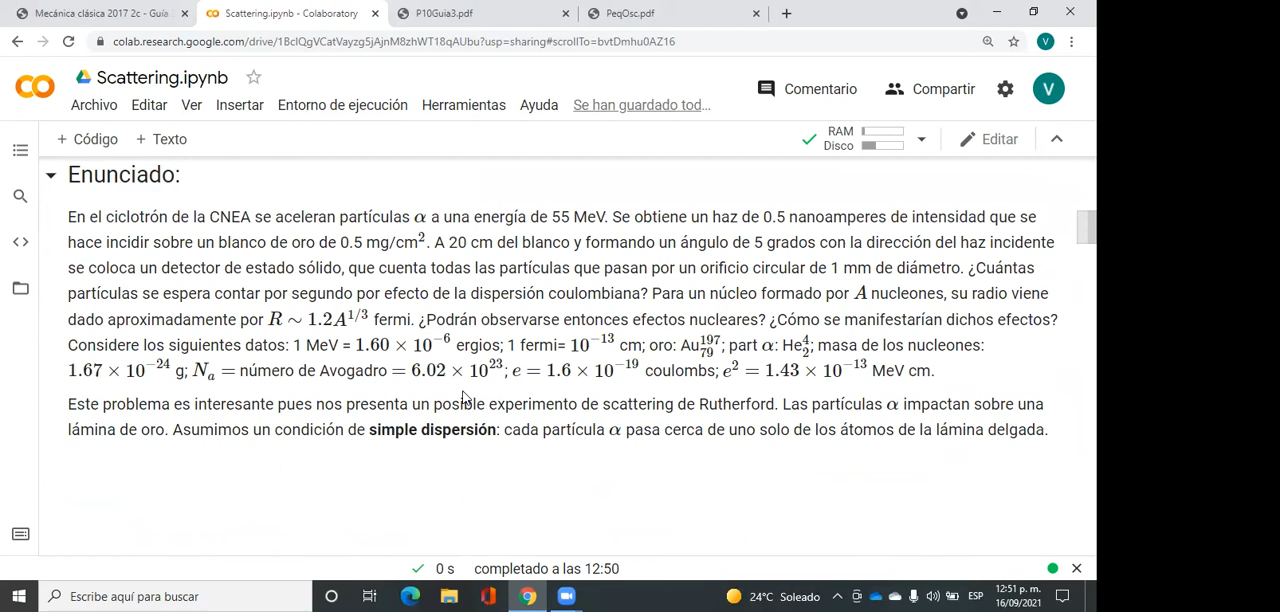 Mecánica clásica 2017 2c - Guía
Scattering.ipynb - Colaboratory
P10Guia3.pdf
PeqOsc.pdf
colab.research.google.com/drive/1BcIQgVCatVayzg5jAjnM8zhWT18qAUbu?usp=sharing#scrollTo=bvtDmhu0AZ16
V
CO
Scattering.ipynb
Comentario
Compartir
V
Archivo Editar Ver Insertar Entorno de ejecución Herramientas Ayuda Se han guardado tod…
+ Código + Texto
RAM
Disco
Editar
Enunciado:
En el ciclotrón de la CNEA se aceleran partículas α a una energía de 55 MeV. Se obtiene un haz de 0.5 nanoamperes de intensidad que se
hace incidir sobre un blanco de oro de 0.5 mg/cm². A 20 cm del blanco y formando un ángulo de 5 grados con la dirección del haz incidente
se coloca un detector de estado sólido, que cuenta todas las partículas que pasan por un orificio circular de 1 mm de diámetro. ¿Cuántas
partículas se espera contar por segundo por efecto de la dispersión coulombiana? Para un núcleo formado por A nucleones, su radio viene
dado aproximadamente por R ∼ 1.2A^{1/3} fermi. ¿Podrán observarse entonces efectos nucleares? ¿Cómo se manifestarían dichos efectos?
Considere los siguientes datos: 1 MeV = 1.60 × 10⁻⁶ ergios; 1 fermi= 10⁻¹³ cm; oro: Au₇₉¹⁹⁷; part α: He₂⁴; masa de los nucleones:
1.67 × 10⁻²⁴ g; Nₐ = número de Avogadro = 6.02 × 10²³; e = 1.6 × 10⁻¹⁹ coulombs; e² = 1.43 × 10⁻¹³ MeV cm.
Este problema es interesante pues nos presenta un posible experimento de scattering de Rutherford. Las partículas α impactan sobre una
lámina de oro. Asumimos un condición de simple dispersión: cada partícula α pasa cerca de uno solo de los átomos de la lámina delgada.
0 s completado a las 12:50
Escribe aquí para buscar
24°C Soleado
ESP
12:51 p. m.
16/09/2021